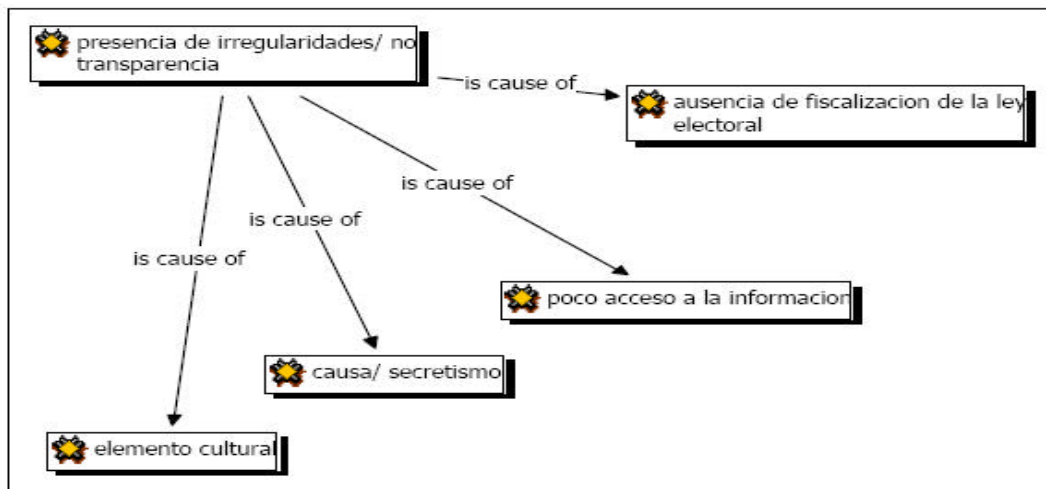 presencia de irregularidades/ no
transparencia
is cause of
ausencia de fiscalizacion de la ley
electoral
is cause of
is cause of
is cause of
poco acceso a la informacion
causa/ secretismo
elemento cultural